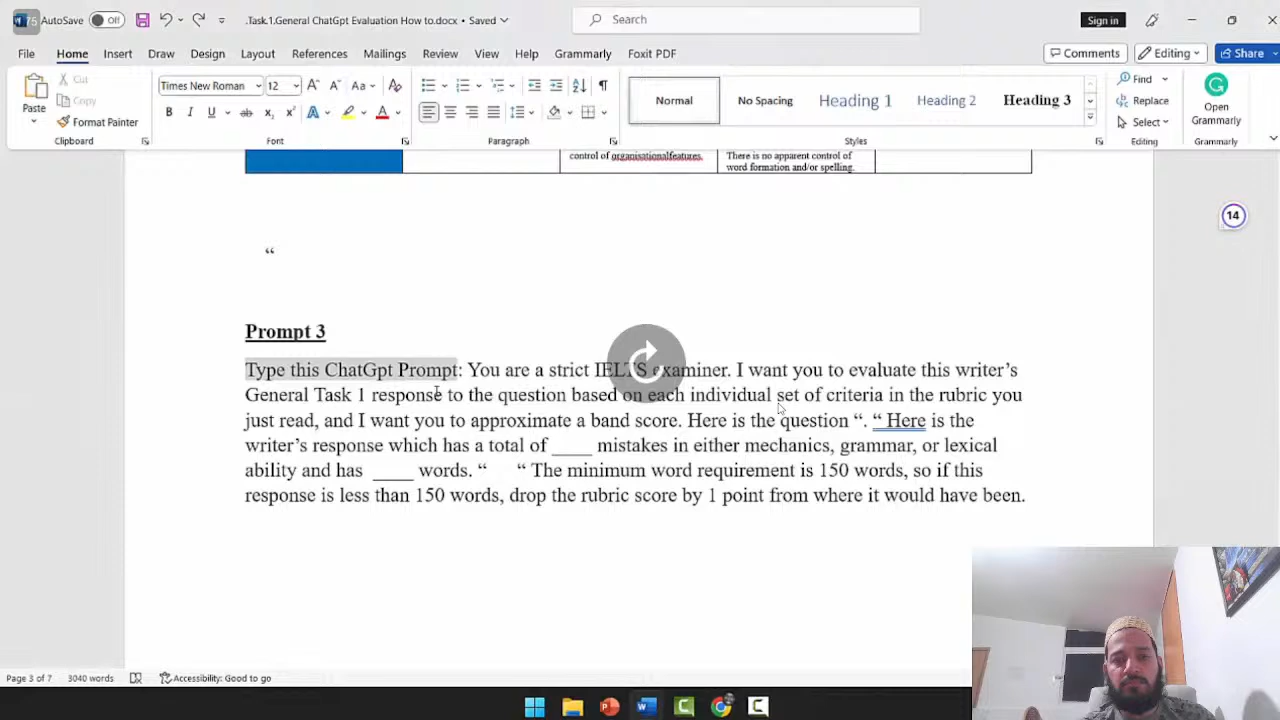 AutoSave Off .Task.1.General ChatGpt Evaluation How to.docx • Saved Search Sign in
File Home Insert Draw Design Layout References Mailings Review View Help Grammarly Foxit PDF Comments Editing Share
Paste Cut Copy Format Painter
Times New Roman 12
Normal No Spacing Heading 1 Heading 2 Heading 3
Find Replace Select
Open Grammarly
Clipboard Font Paragraph Styles Editing Grammarly
control of organisationalfeatures.
There is no apparent control of
word formation and/or spelling.
14
“
Prompt 3
Type this ChatGpt Prompt: You are a strict IELTS examiner. I want you to evaluate this writer’s
General Task 1 response to the question based on each individual set of criteria in the rubric you
just read, and I want you to approximate a band score. Here is the question “. “ Here is the
writer’s response which has a total of ____ mistakes in either mechanics, grammar, or lexical
ability and has ____ words. “ “ The minimum word requirement is 150 words, so if this
response is less than 150 words, drop the rubric score by 1 point from where it would have been.
Page 3 of 7 3040 words Accessibility: Good to go